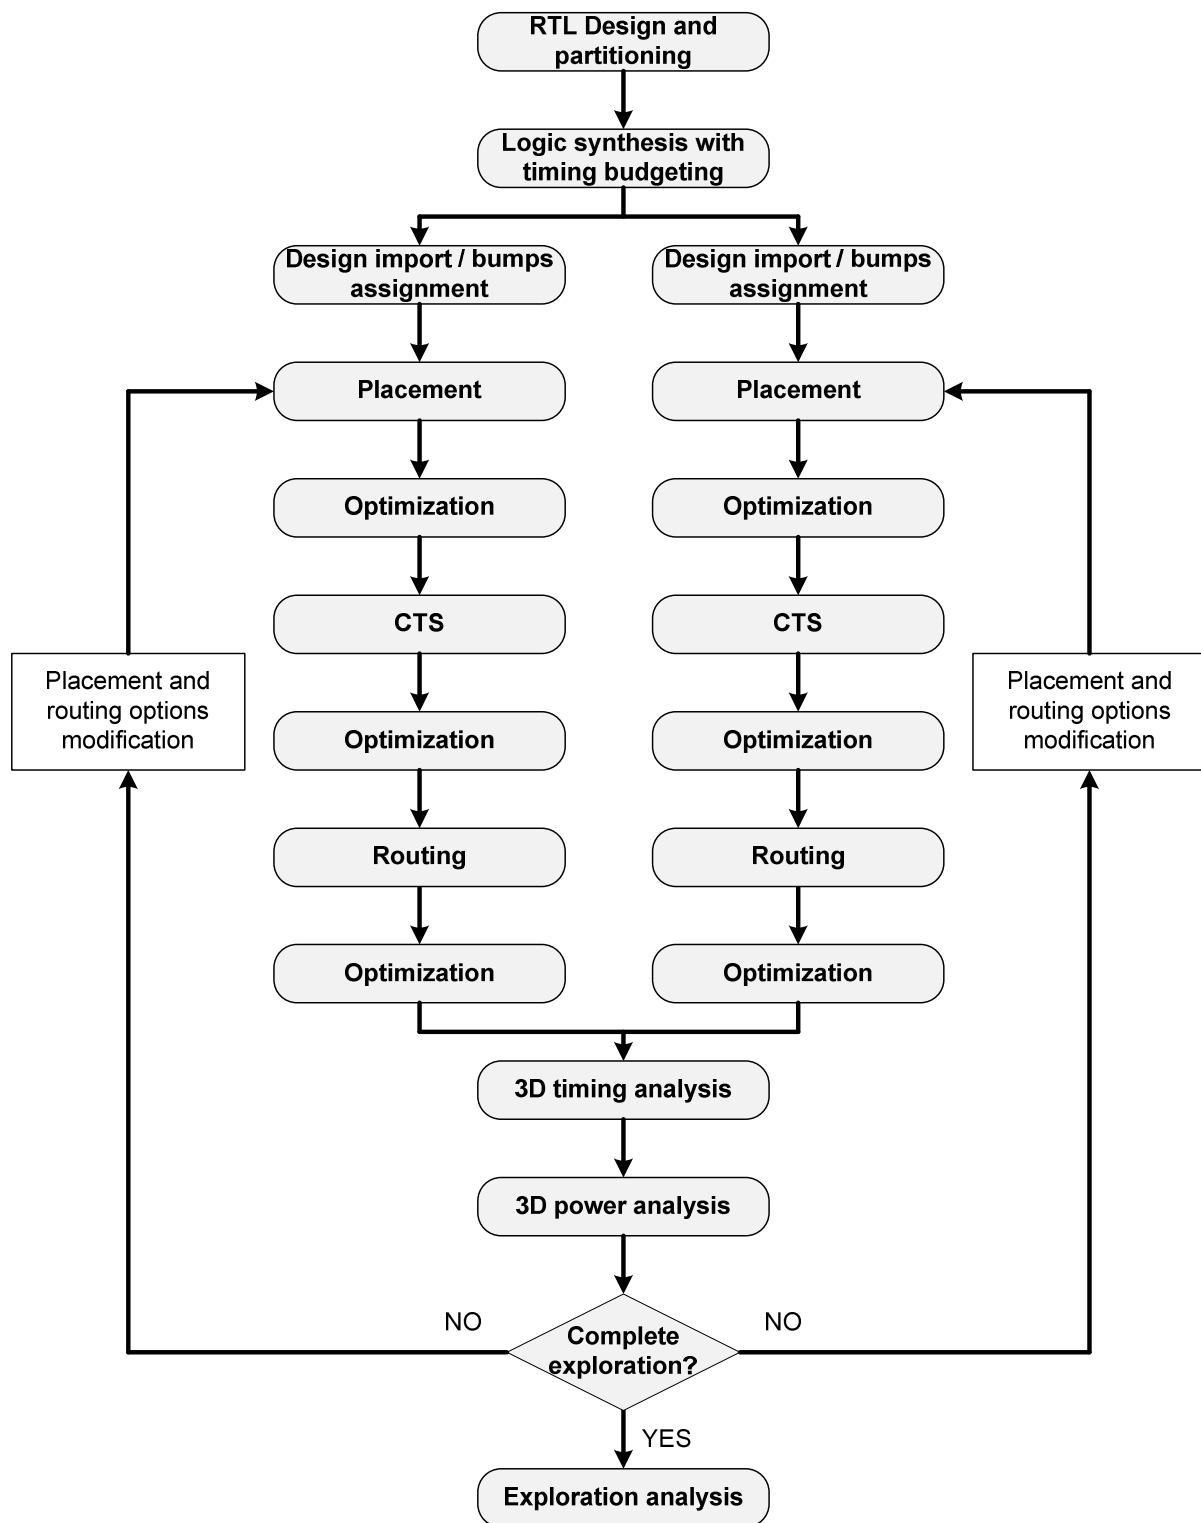 RTL Design and
partitioning
Logic synthesis with
timing budgeting
Design import / bumps
assignment
Design import / bumps
assignment
Placement
Placement
Optimization
Optimization
CTS
CTS
Placement and
routing options
modification
Placement and
routing options
modification
Optimization
Optimization
Routing
Routing
Optimization
Optimization
3D timing analysis
3D power analysis
NO
NO
Complete
exploration?
YES
Exploration analysis